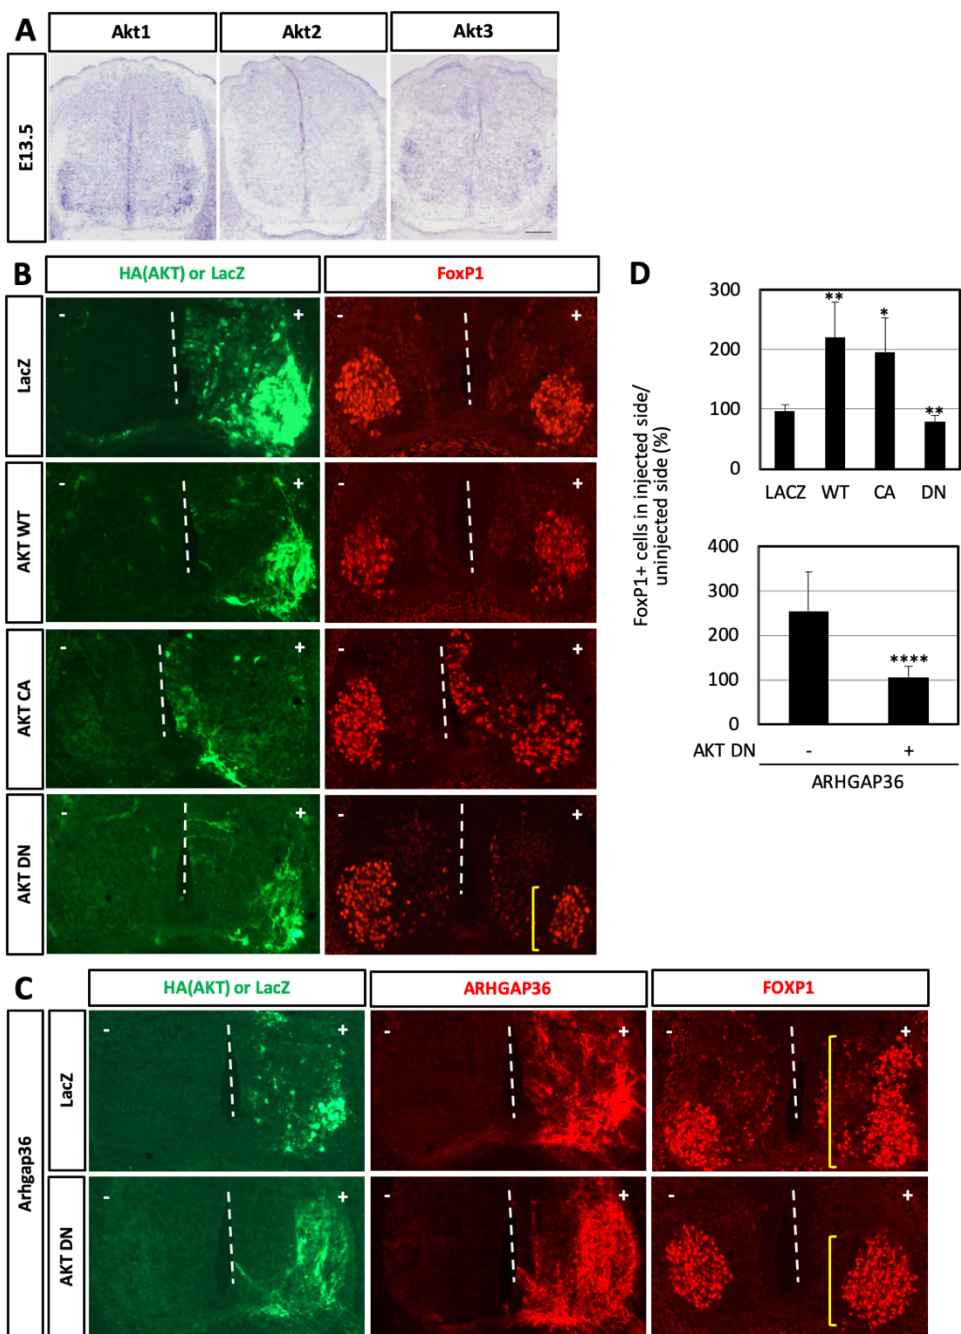 A
Akt1
Akt2
Akt3
E13.5
B
HA(AKT) or LacZ
FoxP1
LacZ
- +
- +
AKT WT
- +
- +
AKT CA
- +
- +
AKT DN
- +
- +
D
FoxP1+ cells in injected side/
uninjected side (%)
300
200
100
0
**
*
**
LACZ WT CA DN
400
300
200
100
0
****
AKT DN - +
ARHGAP36
C
HA(AKT) or LacZ
ARHGAP36
FOXP1
Arhgap36
LacZ
- +
- +
- +
AKT DN
- +
- +
- +